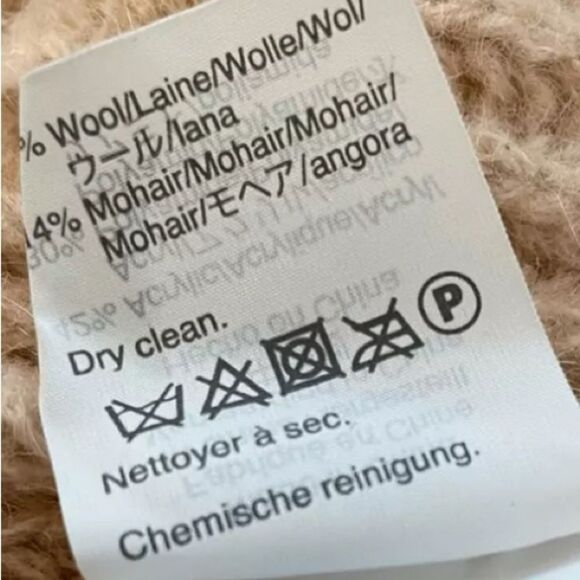 % Wool/Laine/Wolle/Wol/
ウール/lana
14% Mohair/Mohair/Mohair/
Mohair/モヘア/angora
Dry clean.
P
Nettoyer à sec.
Chemische reinigung.